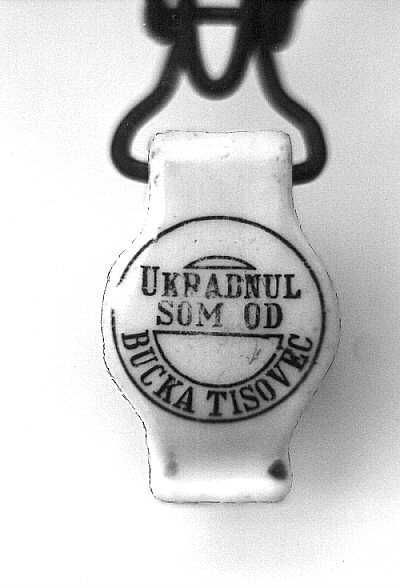 UKRADNUL
SOM OD
BUCKA TISOVEC